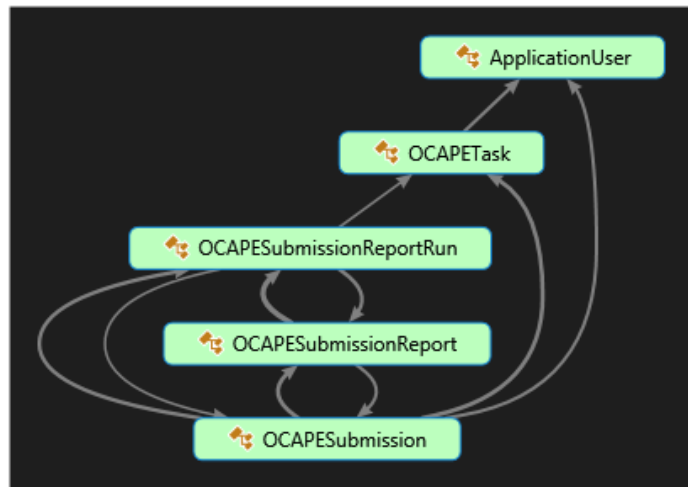 ApplicationUser
OCAPETask
OCAPESubmissionReportRun
OCAPESubmissionReport
OCAPESubmission